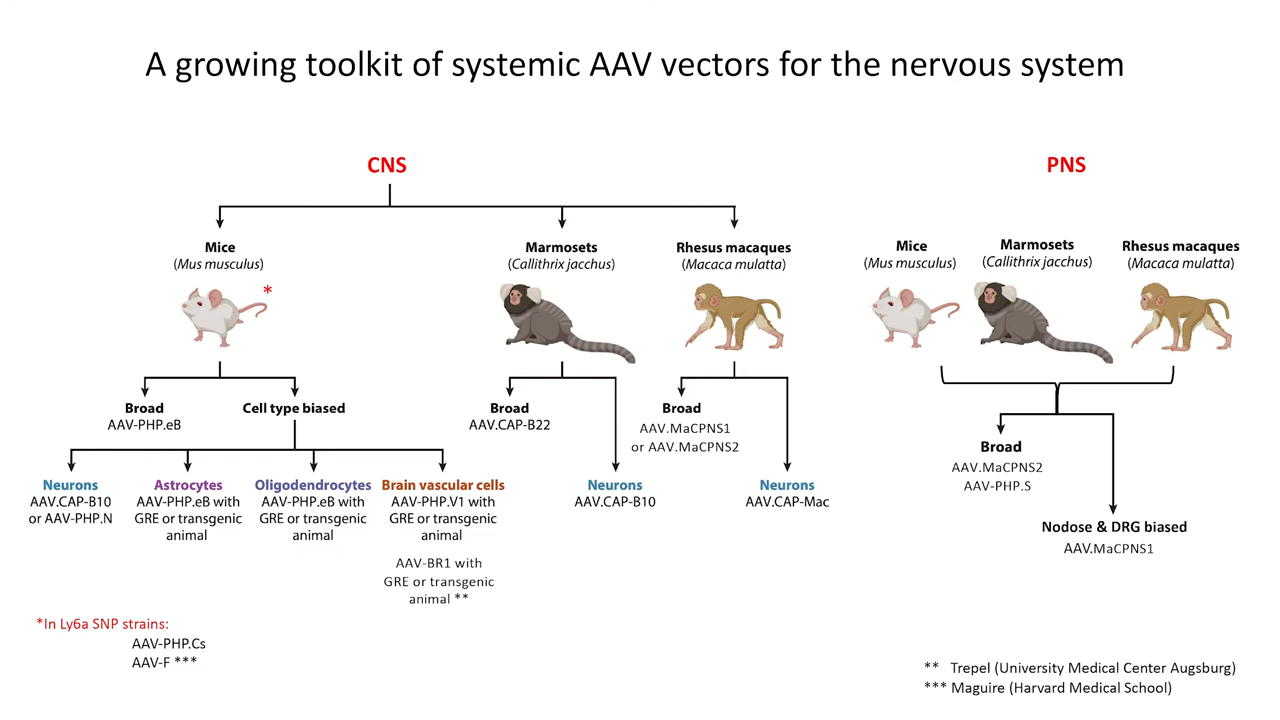 A growing toolkit of systemic AAV vectors for the nervous system
CNS
Mice
(Mus musculus)
*
Marmosets
(Callithrix jacchus)
Rhesus macaques
(Macaca mulatta)
Broad
AAV-PHP.eB
Cell type biased
Neurons
AAV.CAP-B10
or AAV-PHP.N
Astrocytes
AAV-PHP.eB with
GRE or transgenic
animal
Oligodendrocytes
AAV-PHP.eB with
GRE or transgenic
animal
Brain vascular cells
AAV-PHP.V1 with
GRE or transgenic
animal
AAV-BR1 with
GRE or transgenic
animal **
Broad
AAV.CAP-B22
Neurons
AAV.CAP-B10
Broad
AAV.MaCPNS1
or AAV.MaCPNS2
Neurons
AAV.CAP-Mac
*In Ly6a SNP strains:
AAV-PHP.Cs
AAV-F ***
PNS
Mice
(Mus musculus)
Marmosets
(Callithrix jacchus)
Rhesus macaques
(Macaca mulatta)
Broad
AAV.MaCPNS2
AAV-PHP.S
Nodose & DRG biased
AAV.MaCPNS1
** Trepel (University Medical Center Augsburg)
*** Maguire (Harvard Medical School)